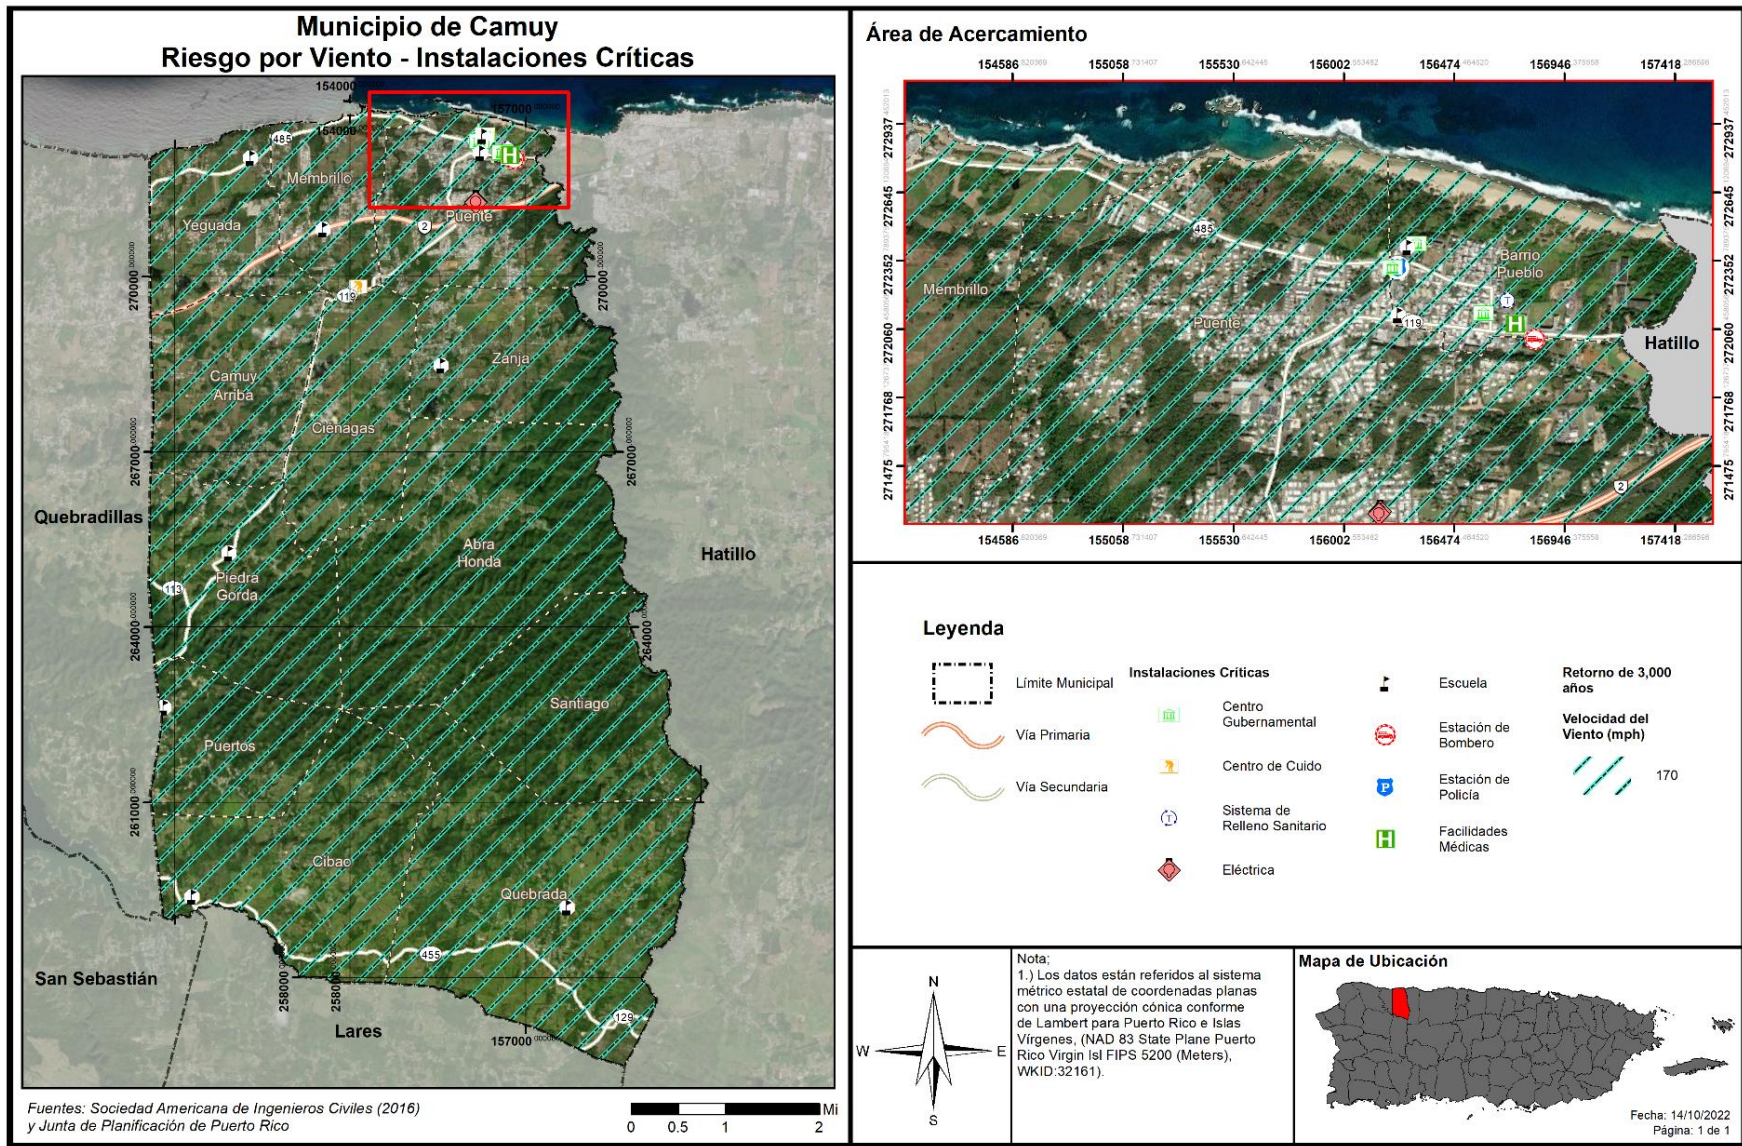 Municipio de Camuy
Riesgo por Viento - Instalaciones Críticas
154000
154000
157000
485
Membrillo
Yeguada
Puente
2
270000
270000
119
Zanja
Camuy
Arriba
Ciénagas
267000
267000
Quebradillas
Abra
Honda
Hatillo
Piedra
Gorda
113
264000
264000
Santiago
Puertos
261000
Cibao
Quebrada
455
San Sebastián
258000
258000
Lares
129
157000
Fuentes: Sociedad Americana de Ingenieros Civiles (2016)
y Junta de Planificación de Puerto Rico
Mi
0 0.5 1 2
Área de Acercamiento
154586 155058 155530 156002 156474 156946 157418
272937
272937
272645
272645
485
272352
272352
Barrio
Pueblo
Membrillo
Puente
119
272060
272060
Hatillo
271768
271768
271475
271475
2
154586 155058 155530 156002 156474 156946 157418
Leyenda
Límite Municipal
Vía Primaria
Vía Secundaria
Instalaciones Críticas
Centro
Gubernamental
Centro de Cuido
Sistema de
Relleno Sanitario
Eléctrica
Escuela
Estación de
Bombero
Estación de
Policía
Facilidades
Médicas
Retorno de 3,000
años
Velocidad del
Viento (mph)
170
N
W E
S
Nota;
1.) Los datos están referidos al sistema
métrico estatal de coordenadas planas
con una proyección cónica conforme
de Lambert para Puerto Rico e Islas
Vírgenes, (NAD 83 State Plane Puerto
Rico Virgin Isl FIPS 5200 (Meters),
WKID:32161).
Mapa de Ubicación
Fecha: 14/10/2022
Página: 1 de 1